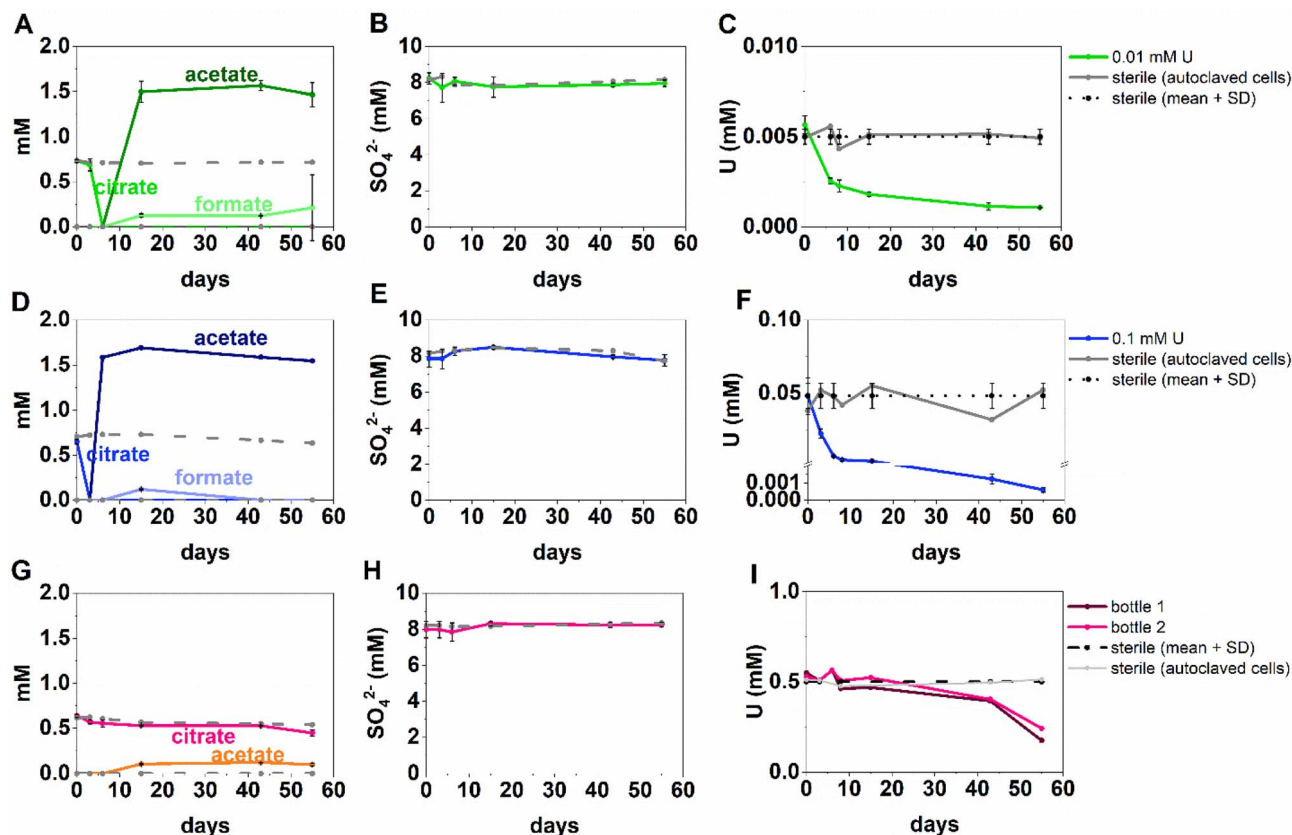 A
mM
2.0
1.5
1.0
0.5
0.0
acetate
citrate
formate
0 10 20 30 40 50 60
days
B
SO₄²⁻ (mM)
10
8
6
4
2
0
0 10 20 30 40 50 60
days
C
U (mM)
0.010
0.005
0.000
0 10 20 30 40 50 60
days
0.01 mM U
sterile (autoclaved cells)
sterile (mean + SD)
D
mM
2.0
1.5
1.0
0.5
0.0
acetate
citrate
formate
0 10 20 30 40 50 60
days
E
SO₄²⁻ (mM)
10
8
6
4
2
0
0 10 20 30 40 50 60
days
F
U (mM)
0.10
0.05
0.001
0.000
0 10 20 30 40 50 60
days
0.1 mM U
sterile (autoclaved cells)
sterile (mean + SD)
G
mM
2.0
1.5
1.0
0.5
0.0
citrate
acetate
0 10 20 30 40 50 60
days
H
SO₄²⁻ (mM)
10
8
6
4
2
0
0 10 20 30 40 50 60
days
I
U (mM)
1.0
0.5
0.0
0 10 20 30 40 50 60
days
bottle 1
bottle 2
sterile (mean + SD)
sterile (autoclaved cells)